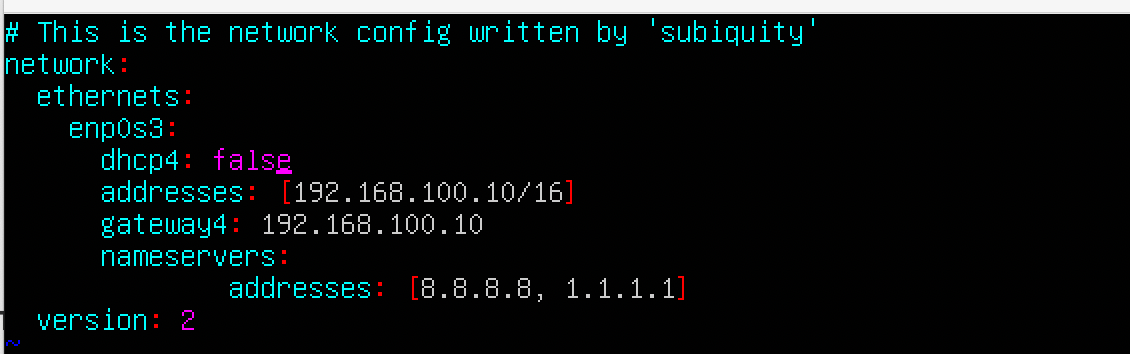 # This is the network config written by 'subiquity'
network:
  ethernets:
    enp0s3:
      dhcp4: false
      addresses: [192.168.100.10/16]
      gateway4: 192.168.100.10
      nameservers:
              addresses: [8.8.8.8, 1.1.1.1]
  version: 2
~